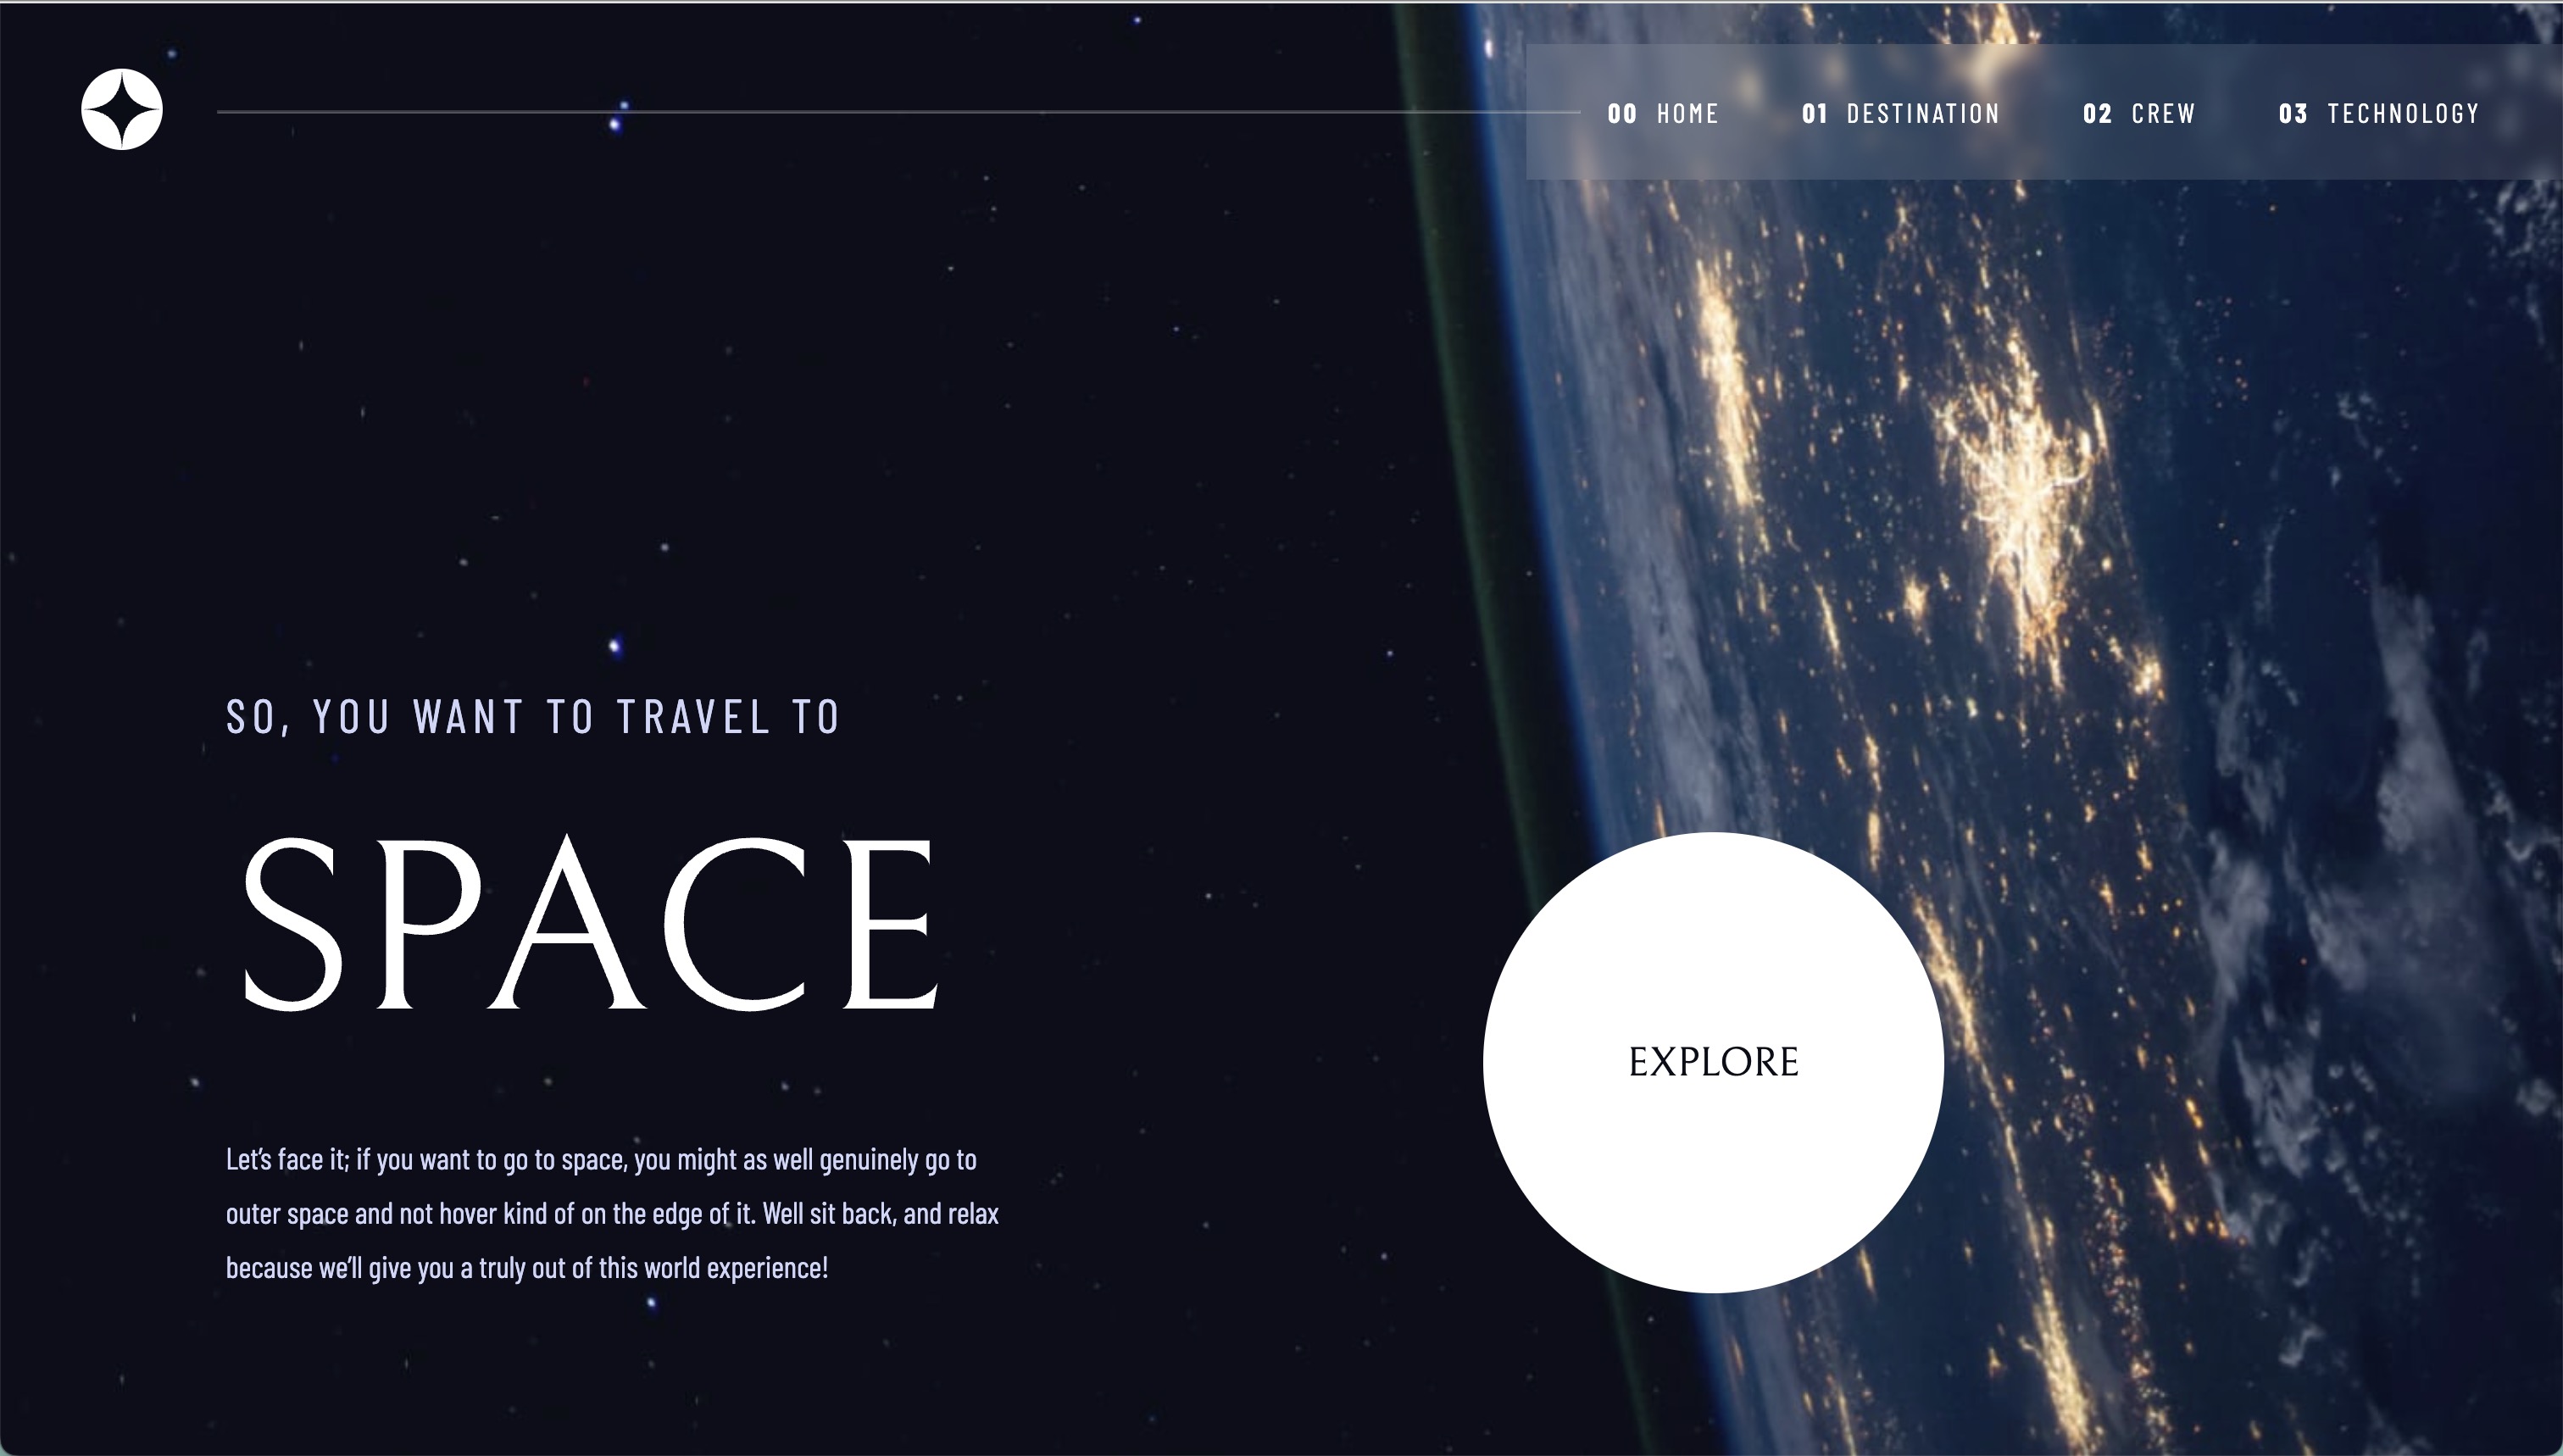 00 HOME 01 DESTINATION 02 CREW 03 TECHNOLOGY
SO, YOU WANT TO TRAVEL TO
SPACE
Let’s face it; if you want to go to space, you might as well genuinely go to
outer space and not hover kind of on the edge of it. Well sit back, and relax
because we’ll give you a truly out of this world experience!
EXPLORE